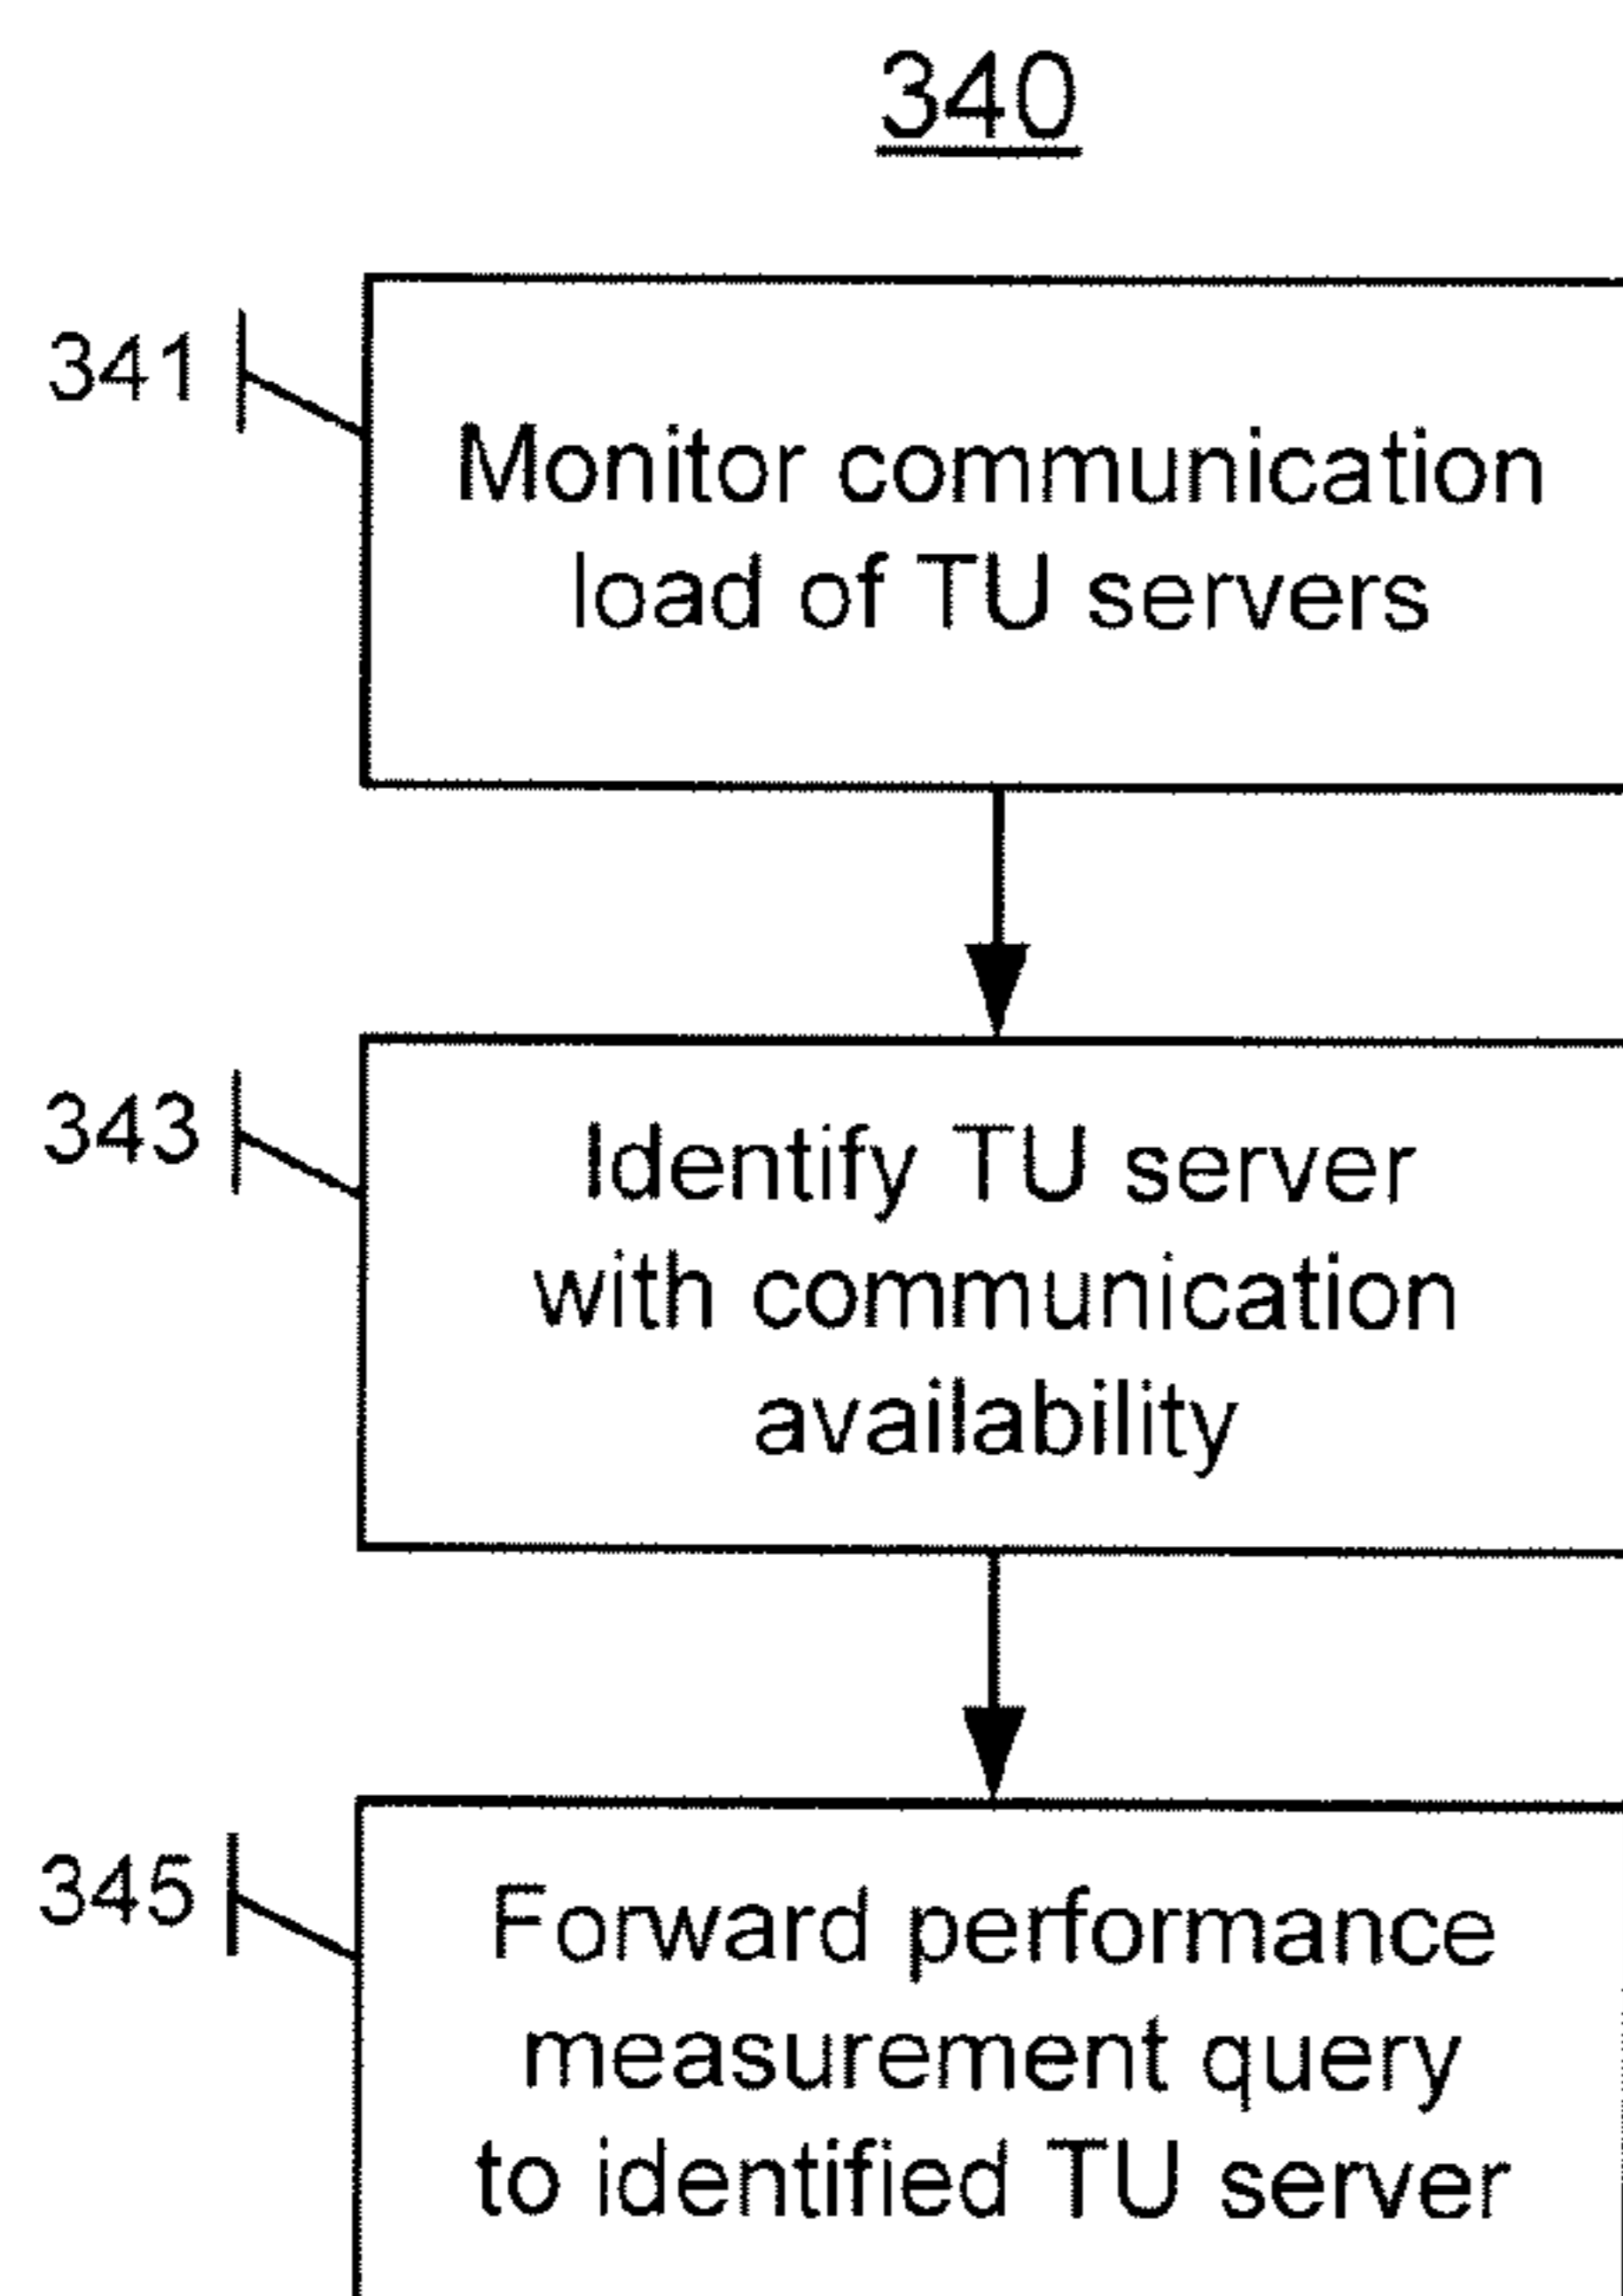 340
341
Monitor communication
load of TU servers
343
Identify TU server
with communication
availability
345
Forward performance
measurement query
to identified TU server